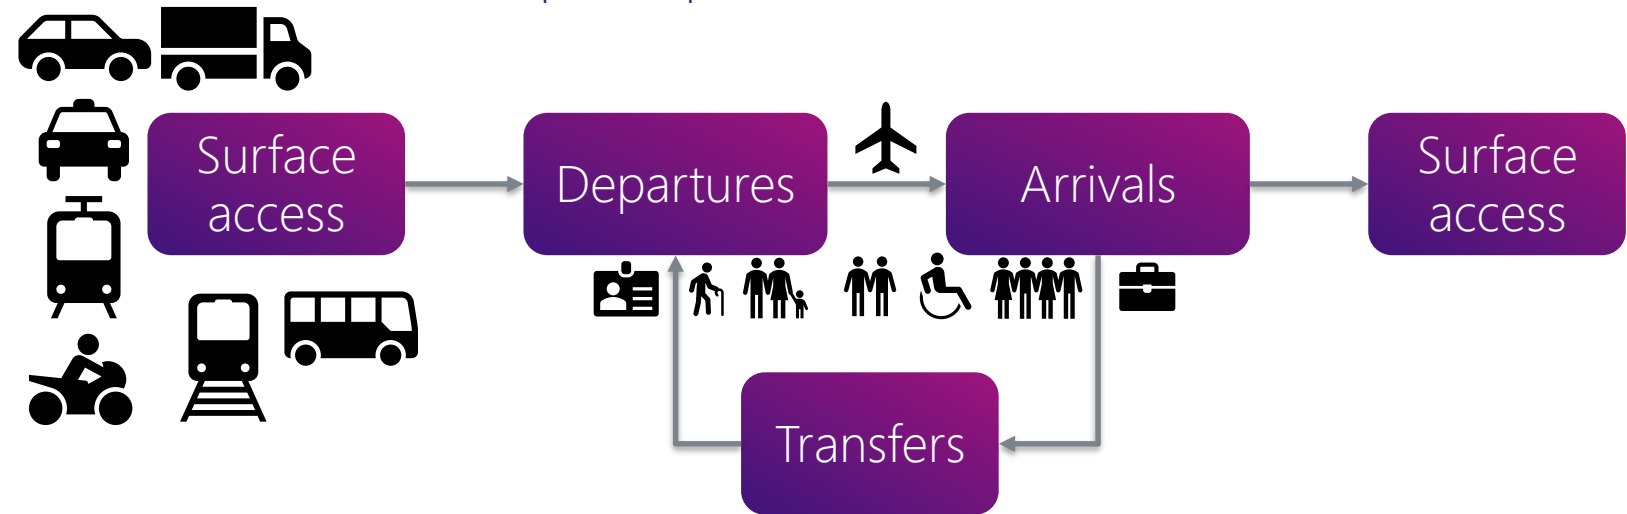 Surface
access
Departures
Arrivals
Surface
access
Transfers